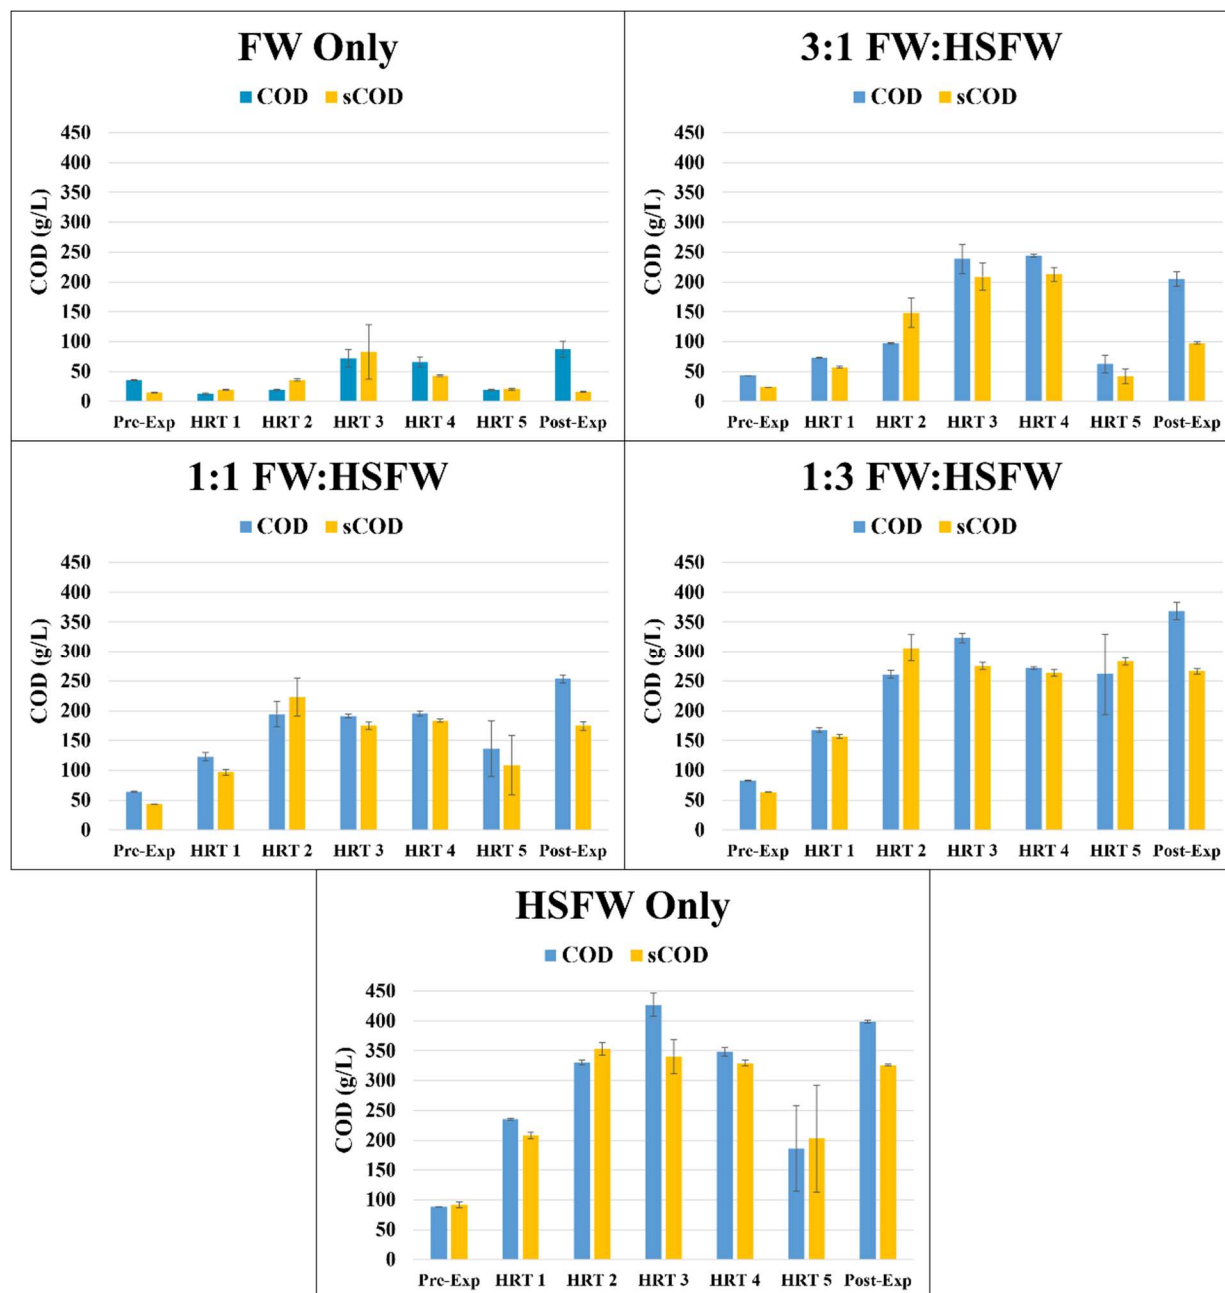 FW Only
COD sCOD
COD (g/L)
450
400
350
300
250
200
150
100
50
0
Pre-Exp HRT 1 HRT 2 HRT 3 HRT 4 HRT 5 Post-Exp
3:1 FW:HSFW
COD sCOD
COD (g/L)
450
400
350
300
250
200
150
100
50
0
Pre-Exp HRT 1 HRT 2 HRT 3 HRT 4 HRT 5 Post-Exp
1:1 FW:HSFW
COD sCOD
COD (g/L)
450
400
350
300
250
200
150
100
50
0
Pre-Exp HRT 1 HRT 2 HRT 3 HRT 4 HRT 5 Post-Exp
1:3 FW:HSFW
COD sCOD
COD (g/L)
450
400
350
300
250
200
150
100
50
0
Pre-Exp HRT 1 HRT 2 HRT 3 HRT 4 HRT 5 Post-Exp
HSFW Only
COD sCOD
COD (g/L)
450
400
350
300
250
200
150
100
50
0
Pre-Exp HRT 1 HRT 2 HRT 3 HRT 4 HRT 5 Post-Exp